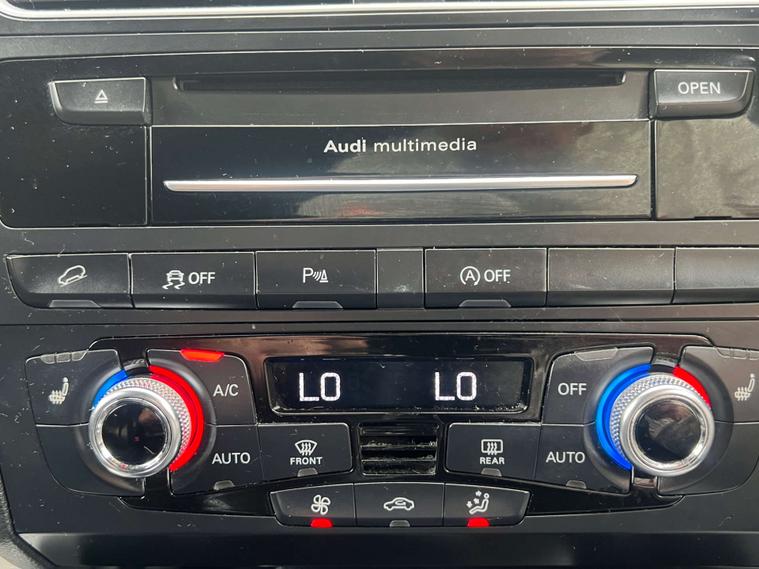 OPEN
Audi multimedia
OFF
P
A OFF
LO LO
A/C
OFF
AUTO
FRONT
REAR
AUTO